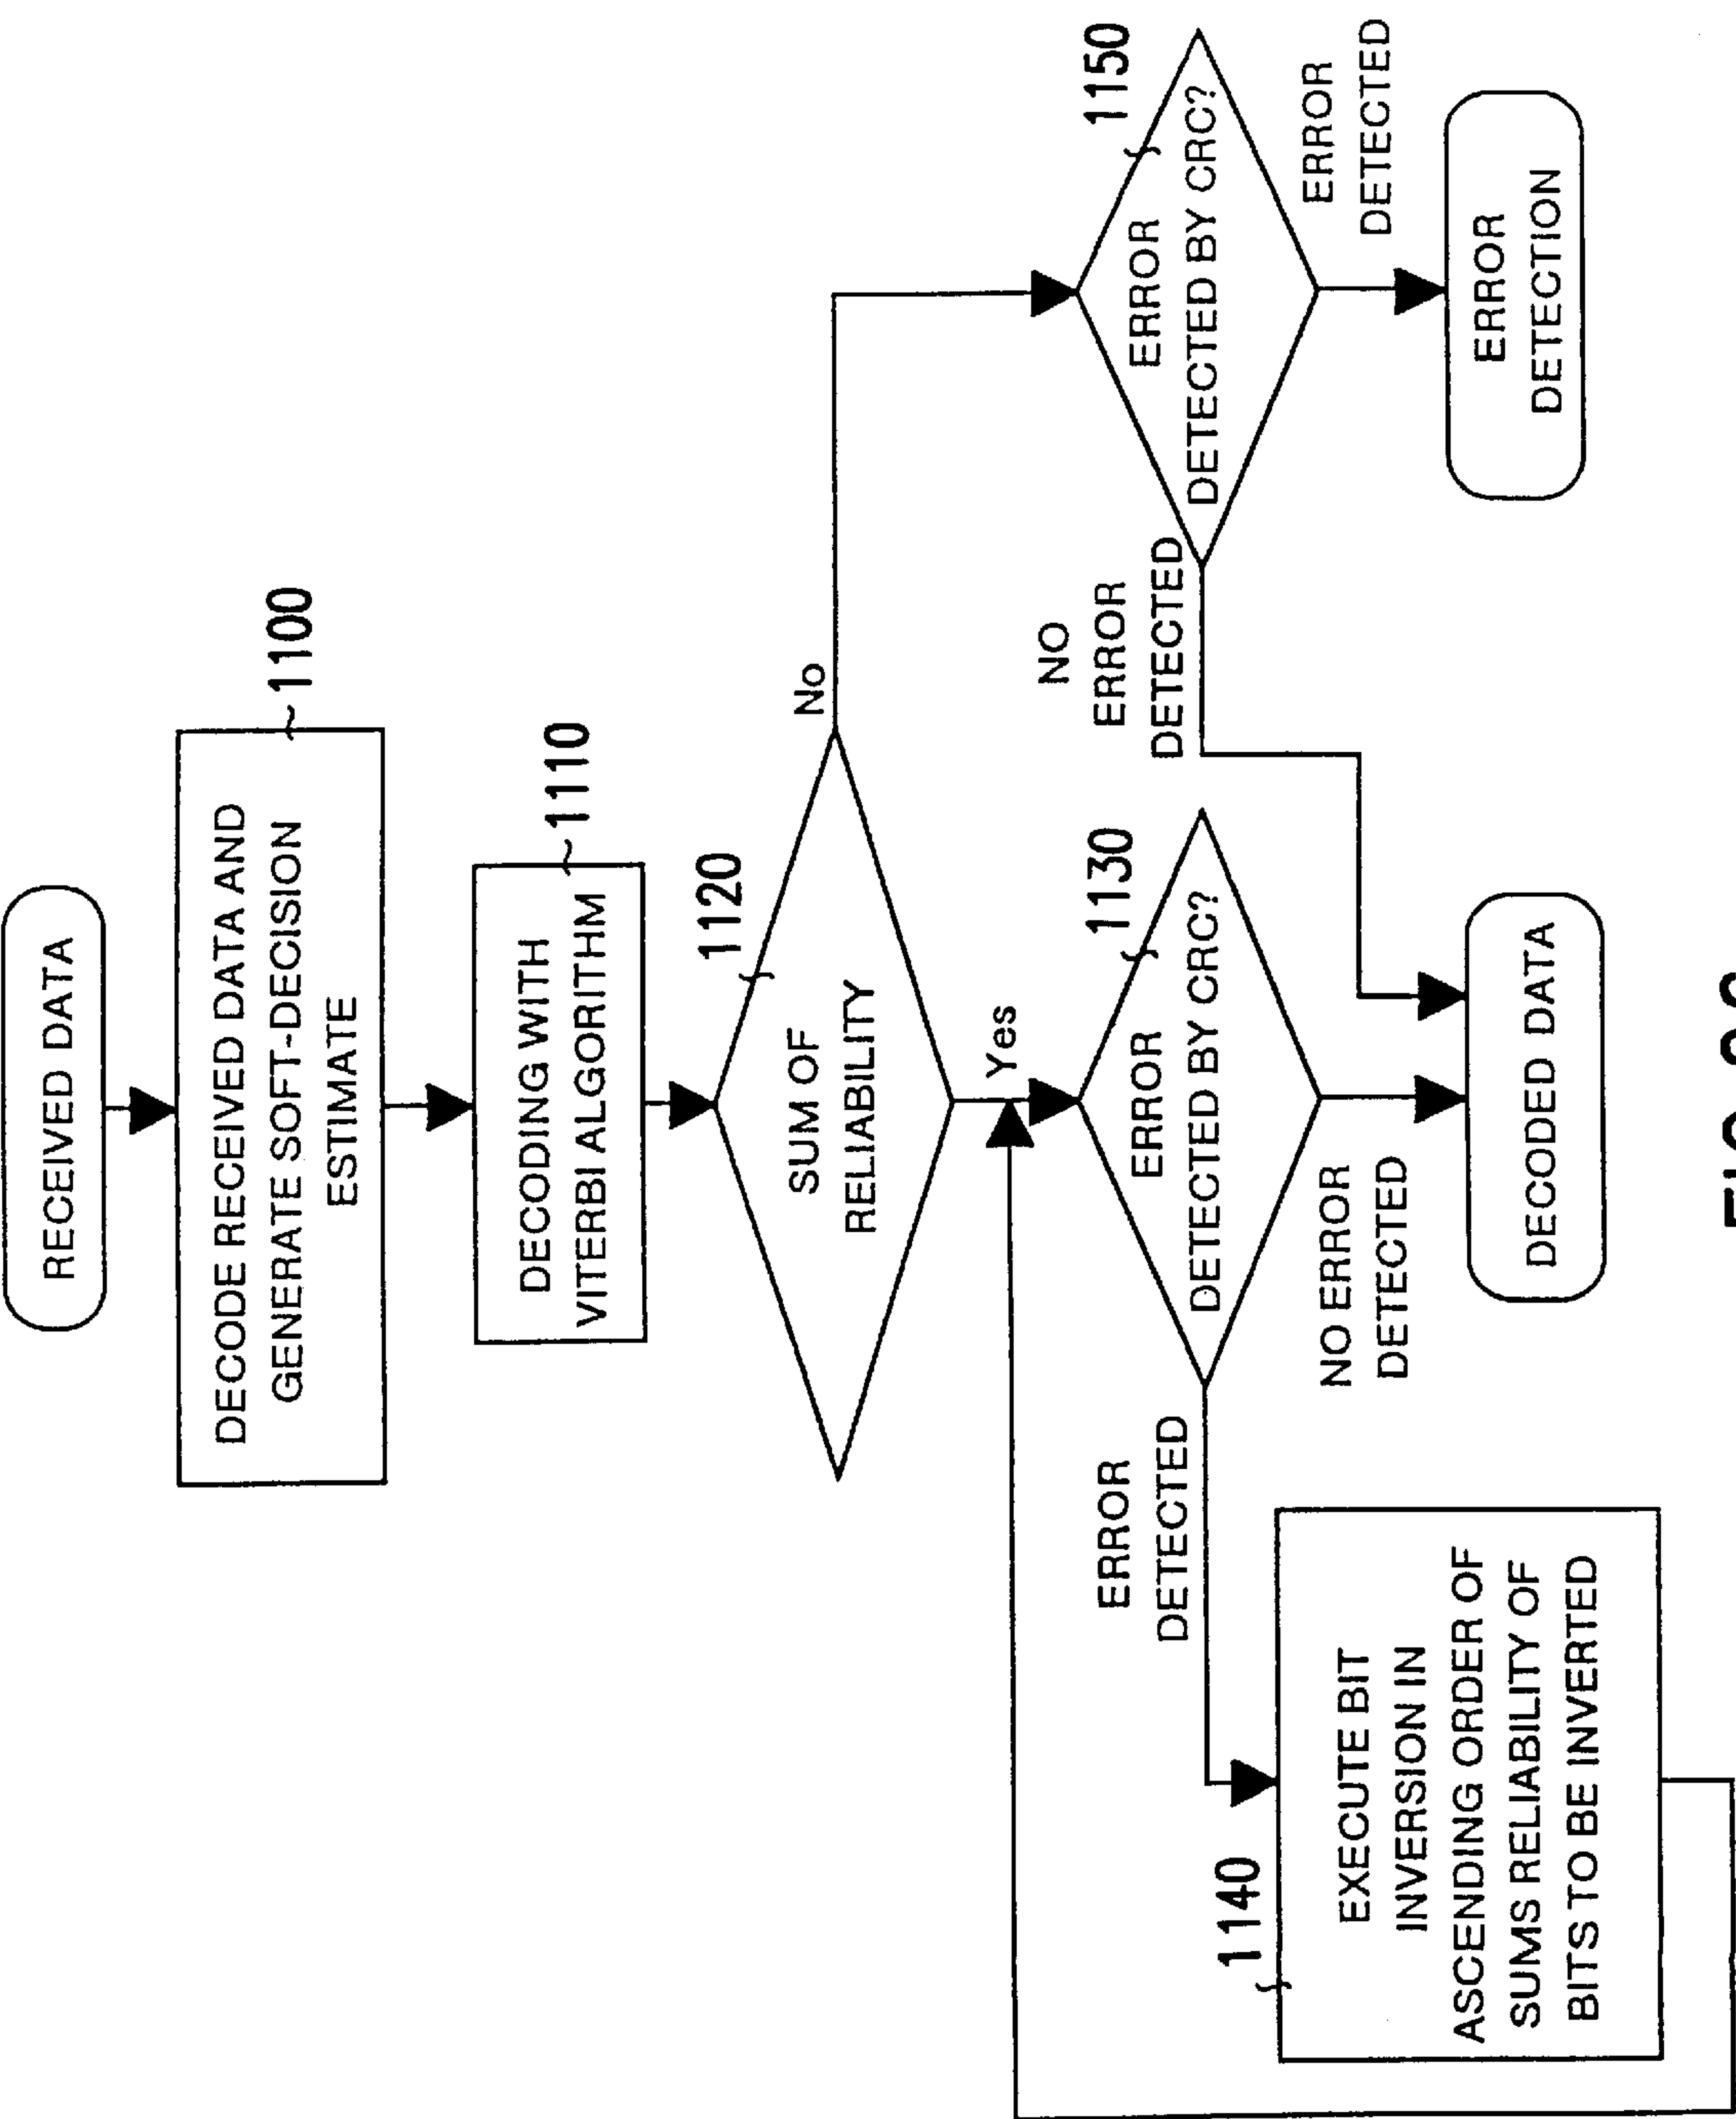 RECEIVED DATA
DECODE RECEIVED DATA AND
GENERATE SOFT-DECISION
ESTIMATE
1100
DECODING WITH
VITERBI ALGORITHM
1110
1120
SUM OF
RELIABILITY
No
Yes
1130
ERROR
DETECTED BY CRC?
ERROR
DETECTED
NO ERROR
DETECTED
1140
EXECUTE BIT
INVERSION IN
ASCENDING ORDER OF
SUMS RELIABILITY OF
BITS TO BE INVERTED
1150
ERROR
DETECTED BY CRC?
NO
ERROR
DETECTED
ERROR
DETECTED
DECODED DATA
ERROR
DETECTION